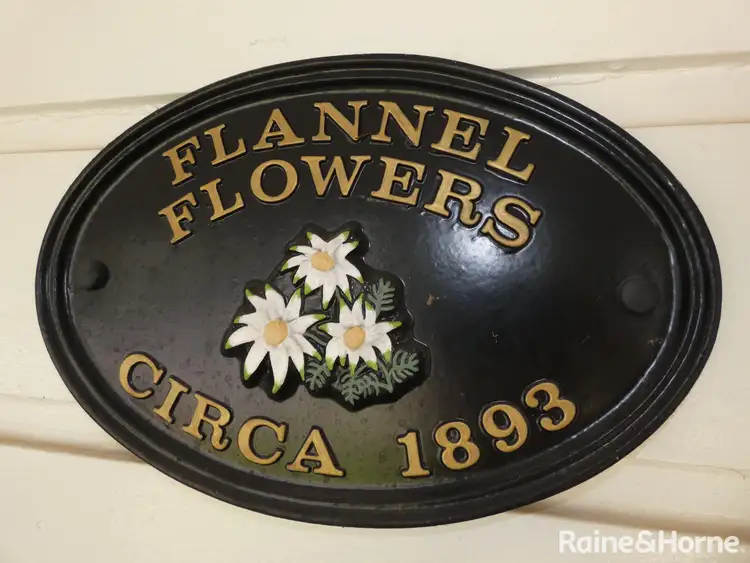 FLANNEL
FLOWERS
CIRCA 1893
Raine&Horne